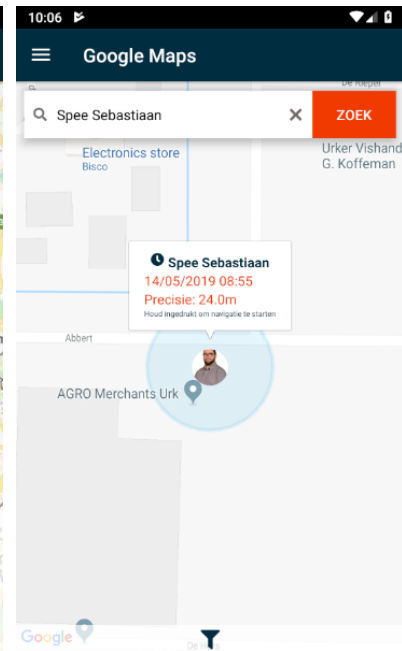 10:06
Google Maps
De Riepel
Spee Sebastiaan
ZOEK
Electronics store
Bisco
Urker Vishand
G. Koffeman
Spee Sebastiaan
14/05/2019 08:55
Precisie: 24.0m
Houd ingedrukt om navigatie te starten
Abbert
AGRO Merchants Urk
Google